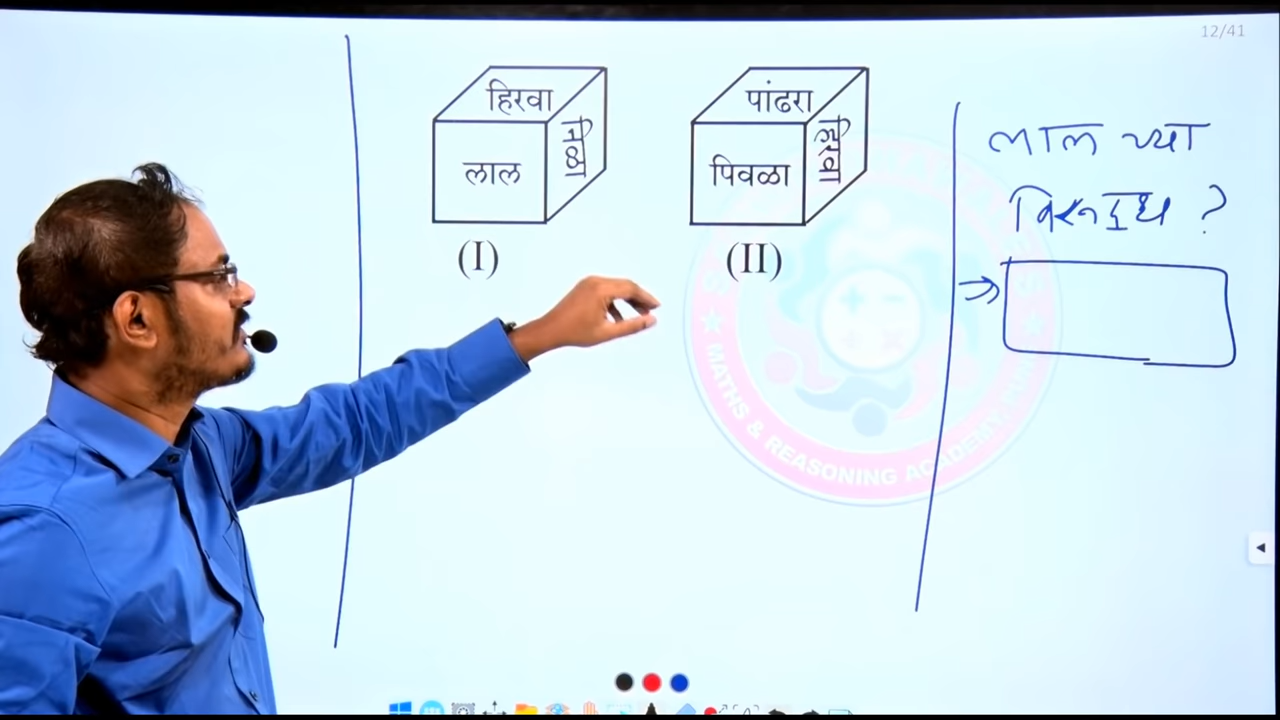 12/41
हिरवा
लाल
निळा
(I)
पांढरा
पिवळा
हिरवा
(II)
लाल च्या
विरूद्ध ?
MATHS & REASONING ACADEMY